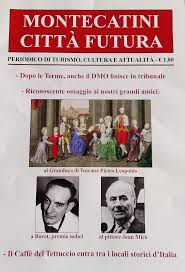 MONTECATINI
CITTÀ FUTURA
PERIODICO DI TURISMO, CULTURA E ATTUALITÀ - € 1,80
- Dopo le Terme, anche il DMO finisce in tribunale
- Riconoscente omaggio ai nostri grandi amici:
al Granduca di Toscana Pietro Leopoldo
a Bovet, premio nobel
al pittore Joan Miro
- Il Caffè del Tettuccio entra tra i locali storici d'Italia